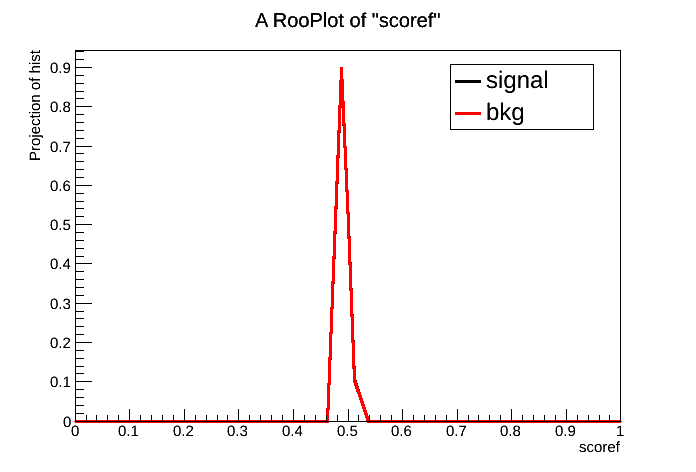 A RooPlot of "scoref"
Projection of hist
signal
bkg
0.9
0.8
0.7
0.6
0.5
0.4
0.3
0.2
0.1
0
0 0.1 0.2 0.3 0.4 0.5 0.6 0.7 0.8 0.9 1
scoref